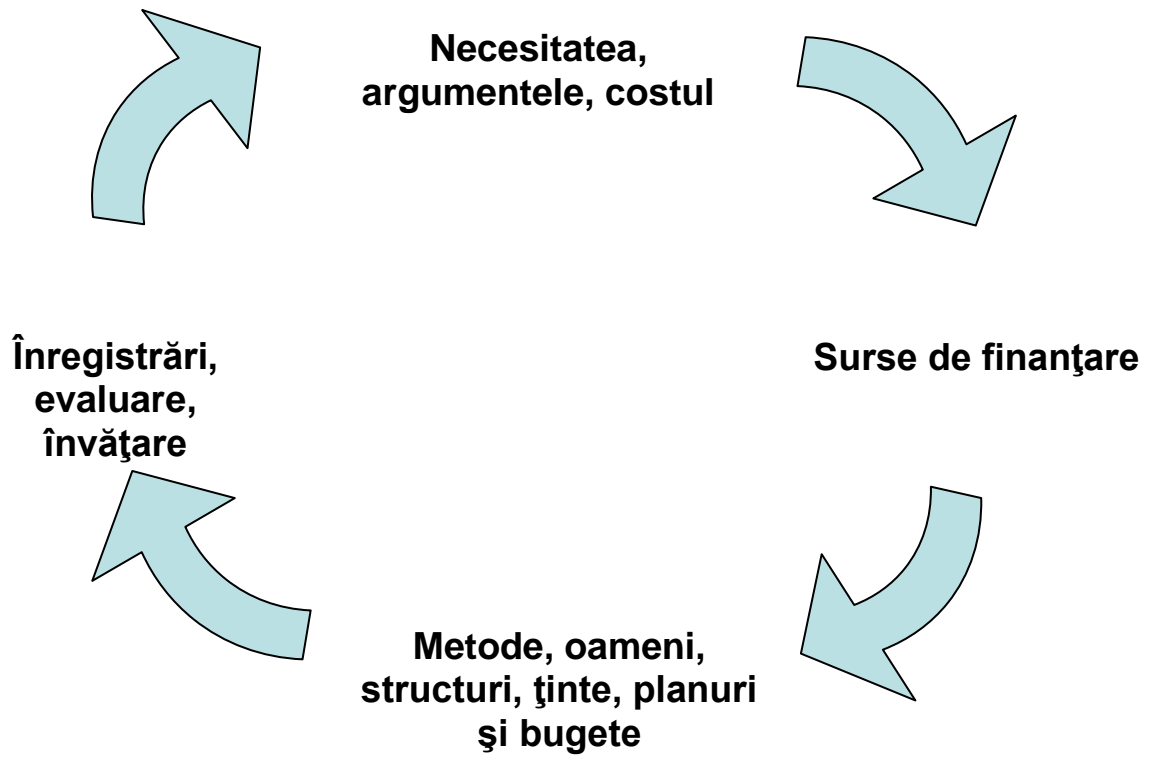 Necesitatea,
argumentele, costul
Surse de finanţare
Metode, oameni,
structuri, ţinte, planuri
şi bugete
Înregistrări,
evaluare,
învăţare